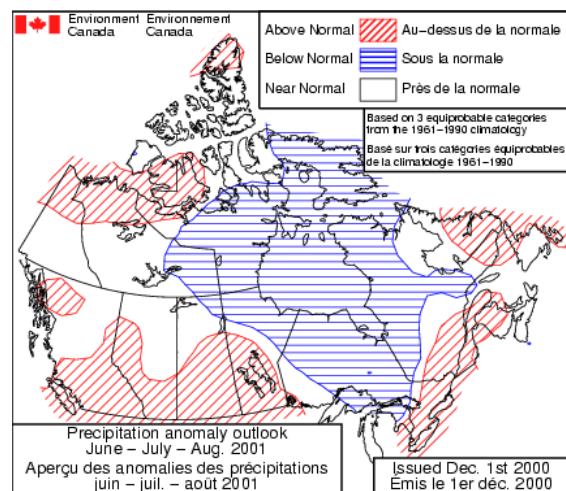 Environment Environnement
Canada Canada
Above Normal Au-dessus de la normale
Below Normal Sous la normale
Near Normal Près de la normale
Based on 3 equiprobable categories
from the 1961-1990 climatology
Basé sur trois catégories équiprobables
de la climatologie 1961-1990
Precipitation anomaly outlook
June - July - Aug. 2001
Aperçu des anomalies des précipitations
juin - juil. - août 2001
Issued Dec. 1st 2000
Émis le 1er déc. 2000